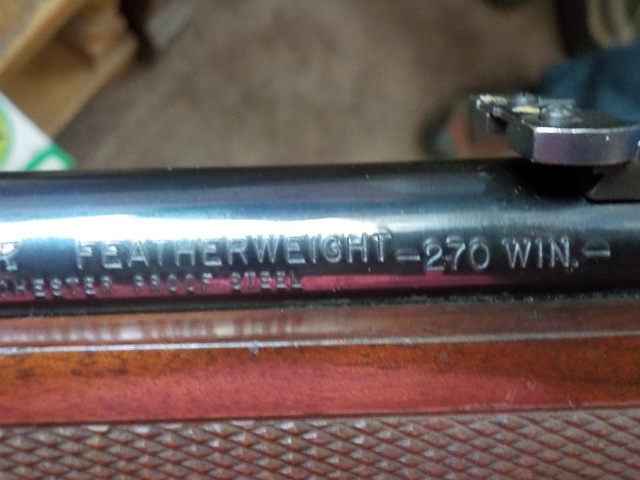 FEATHERWEIGHT -270 WIN.-
CHESTER PROOF STEEL